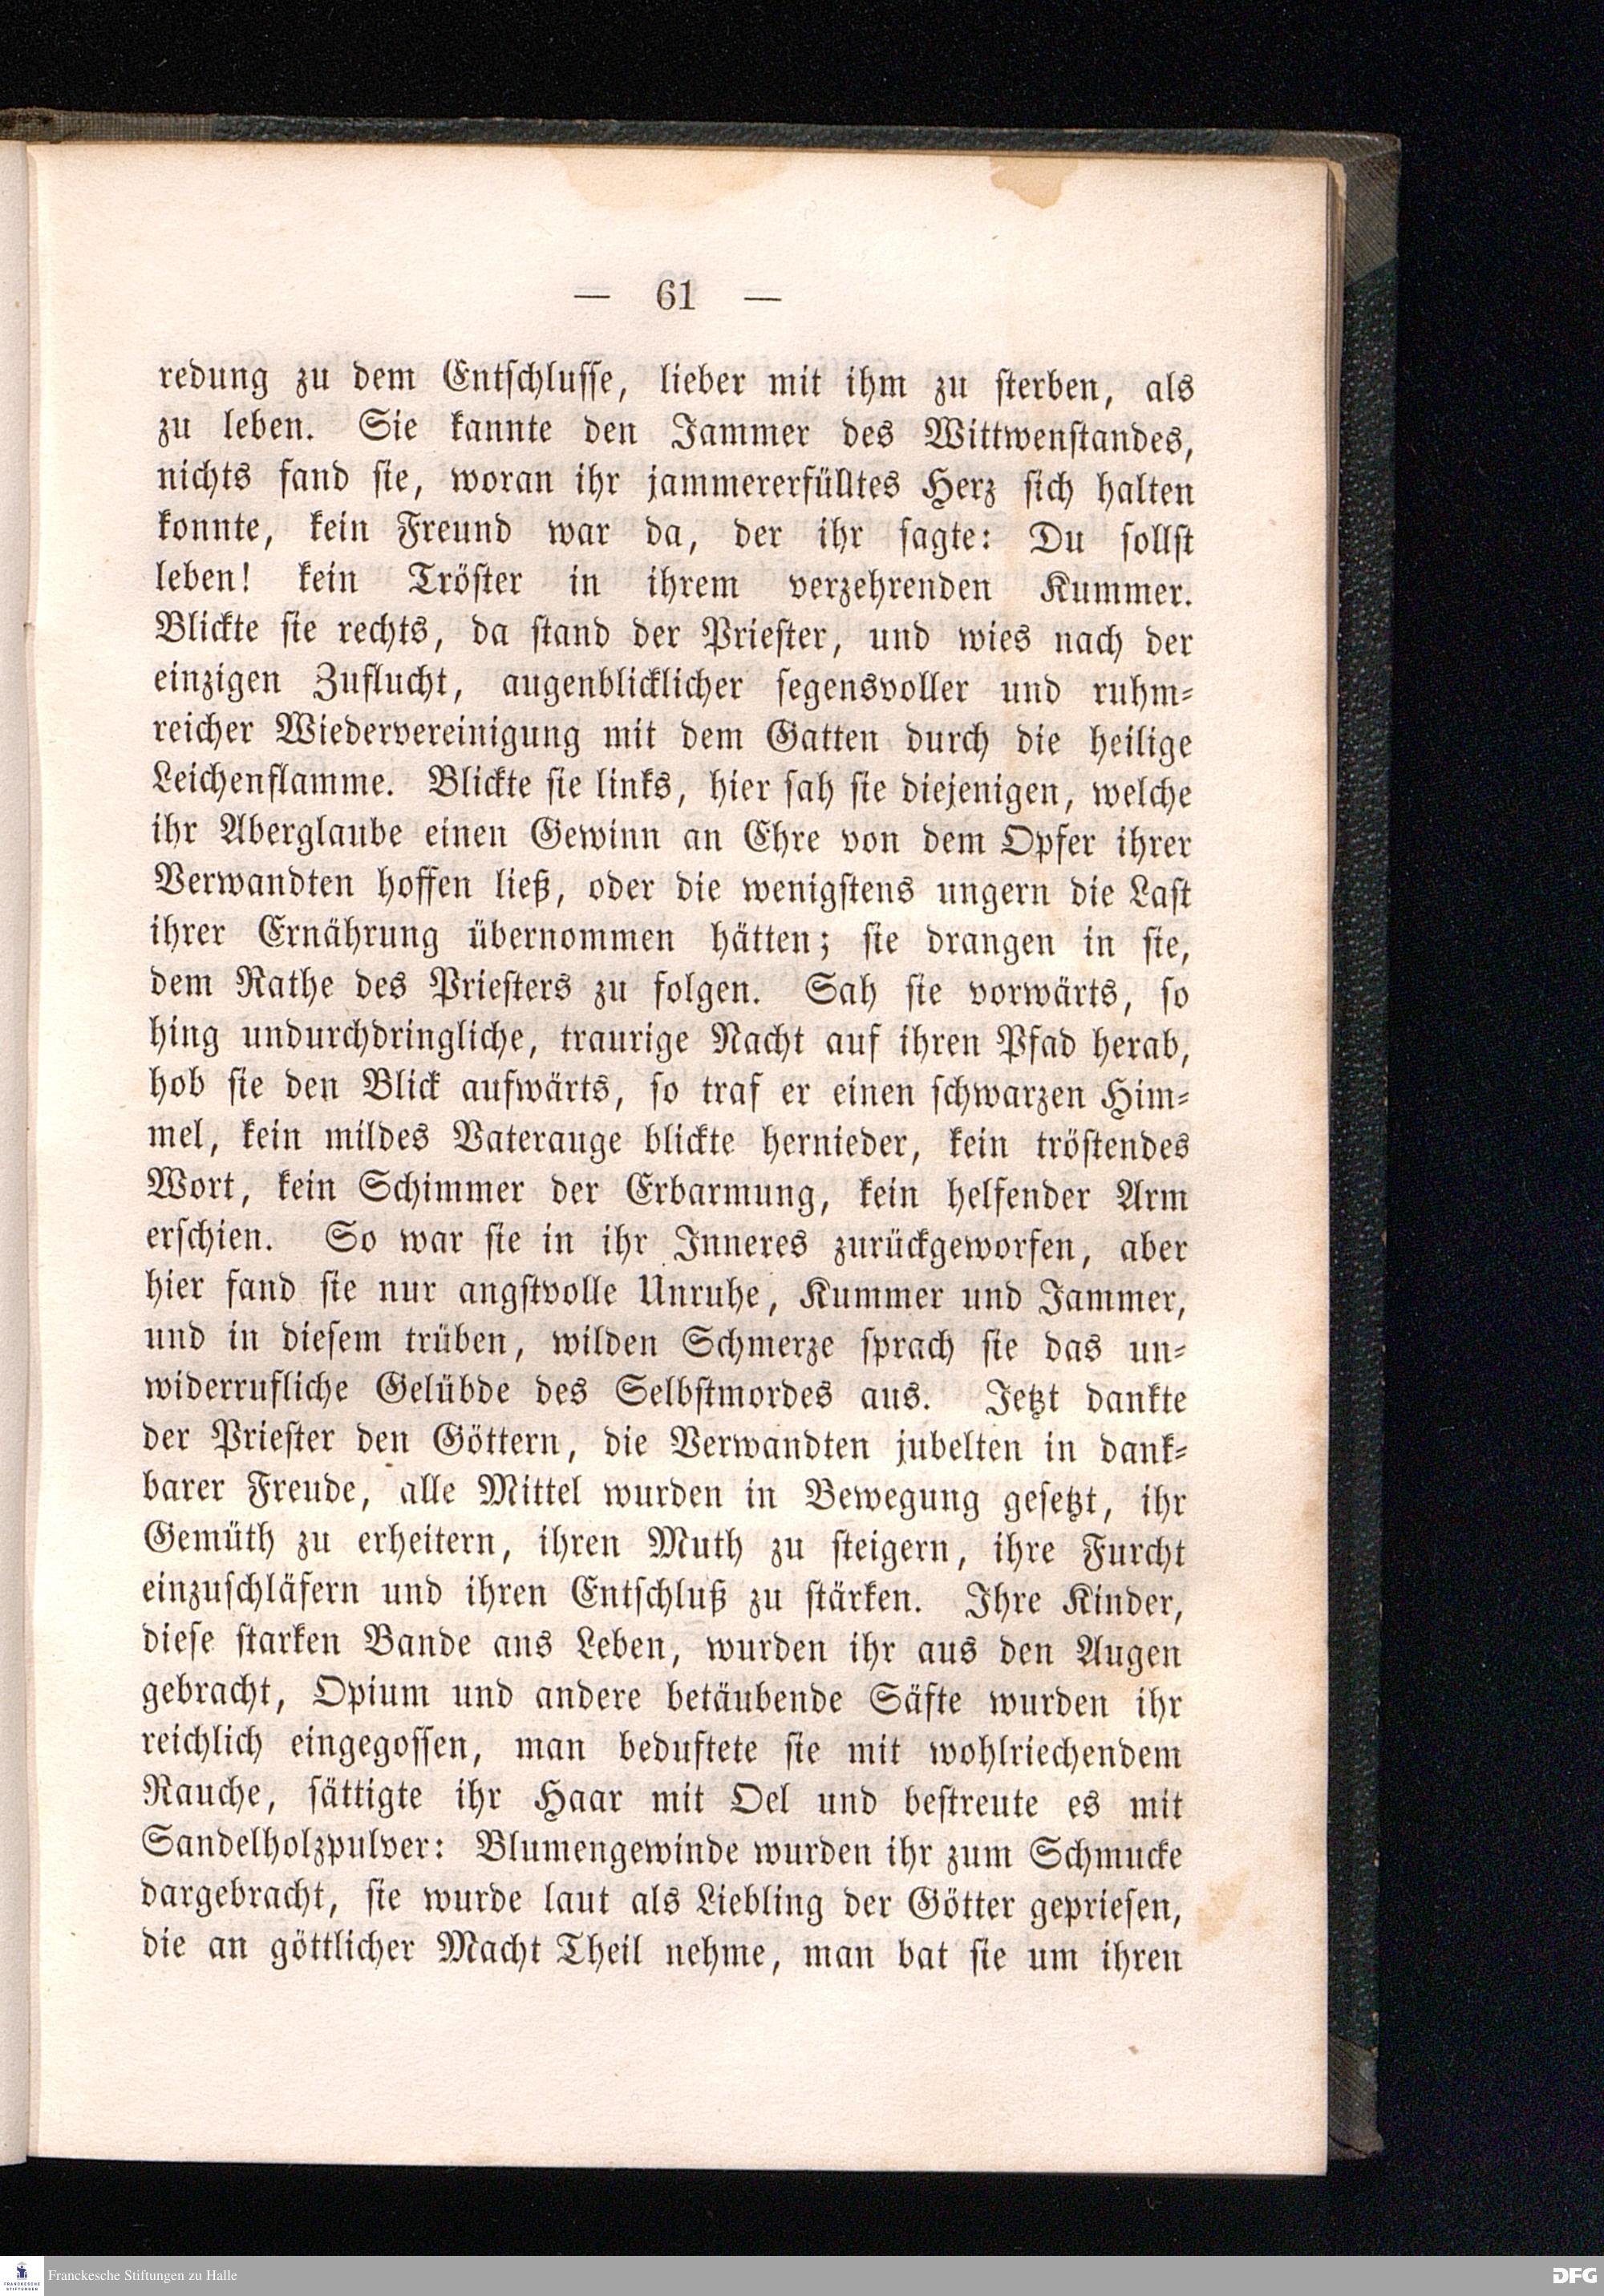 — 61 —
redung zu dem Entschlusse, lieber mit ihm zu sterben, als
zu leben. Sie kannte den Jammer des Wittwenstandes,
nichts fand sie, woran ihr jammererfülltes Herz sich halten
konnte, kein Freund war da, der ihr sagte: Du sollst
leben! kein Tröster in ihrem verzehrenden Kummer.
Blickte sie rechts, da stand der Priester, und wies nach der
einzigen Zuflucht, augenblicklicher segensvoller und ruhm-
reicher Wiedervereinigung mit dem Gatten durch die heilige
Leichenflamme. Blickte sie links, hier sah sie diejenigen, welche
ihr Aberglaube einen Gewinn an Ehre von dem Opfer ihrer
Verwandten hoffen ließ, oder die wenigstens ungern die Last
ihrer Ernährung übernommen hätten; sie drangen in sie,
dem Rathe des Priesters zu folgen. Sah sie vorwärts, so
hing undurchdringliche, traurige Nacht auf ihren Pfad herab,
hob sie den Blick aufwärts, so traf er einen schwarzen Him-
mel, kein mildes Vaterauge blickte hernieder, kein tröstendes
Wort, kein Schimmer der Erbarmung, kein helfender Arm
erschien. So war sie in ihr Inneres zurückgeworfen, aber
hier fand sie nur angstvolle Unruhe, Kummer und Jammer,
und in diesem trüben, wilden Schmerze sprach sie das un-
widerrufliche Gelübde des Selbstmordes aus. Jetzt dankte
der Priester den Göttern, die Verwandten jubelten in dank-
barer Freude, alle Mittel wurden in Bewegung gesetzt, ihr
Gemüth zu erheitern, ihren Muth zu steigern, ihre Furcht
einzuschläfern und ihren Entschluß zu stärken. Ihre Kinder,
diese starken Bande ans Leben, wurden ihr aus den Augen
gebracht, Opium und andere betäubende Säfte wurden ihr
reichlich eingegossen, man beduftete sie mit wohlriechendem
Rauche, sättigte ihr Haar mit Oel und bestreute es mit
Sandelholzpulver: Blumengewinde wurden ihr zum Schmucke
dargebracht, sie wurde laut als Liebling der Götter gepriesen,
die an göttlicher Macht Theil nehme, man bat sie um ihren
FRANCKESCHE STIFTUNGEN
Franckesche Stiftungen zu Halle
DFG